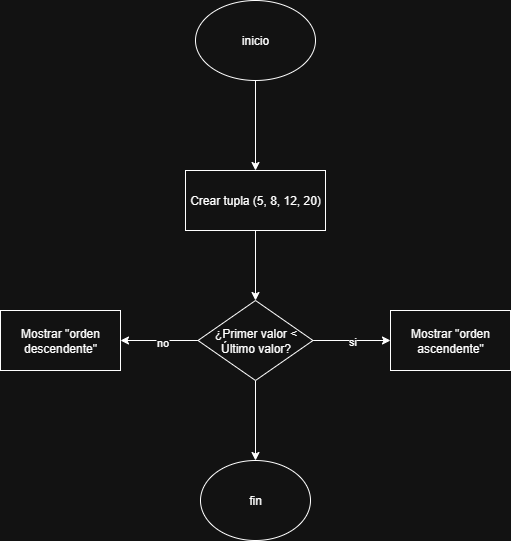 inicio
Crear tupla (5, 8, 12, 20)
¿Primer valor <
Último valor?
Mostrar "orden
descendente"
no
si
Mostrar "orden
ascendente"
fin